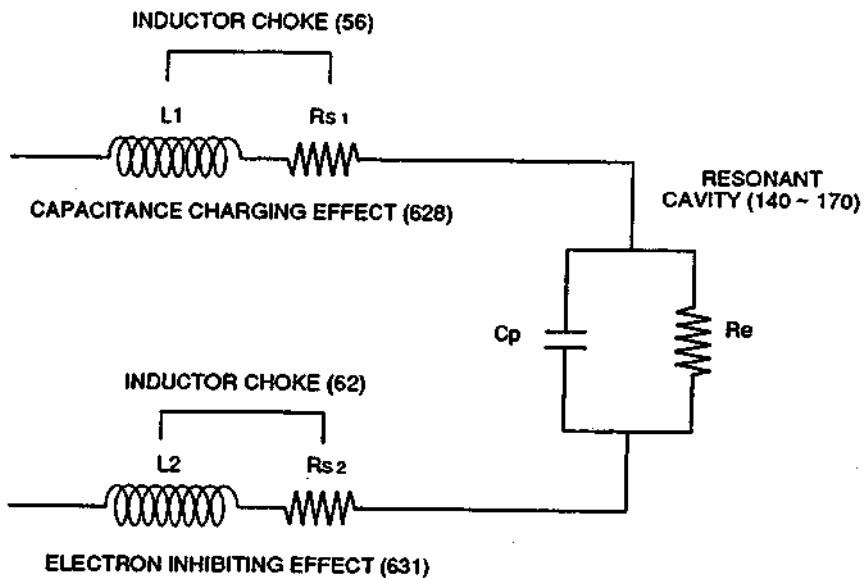 INDUCTOR CHOKE (56)
L1 Rs1
CAPACITANCE CHARGING EFFECT (628)
RESONANT
CAVITY (140 ~ 170)
Cp Re
INDUCTOR CHOKE (62)
L2 Rs2
ELECTRON INHIBITING EFFECT (631)